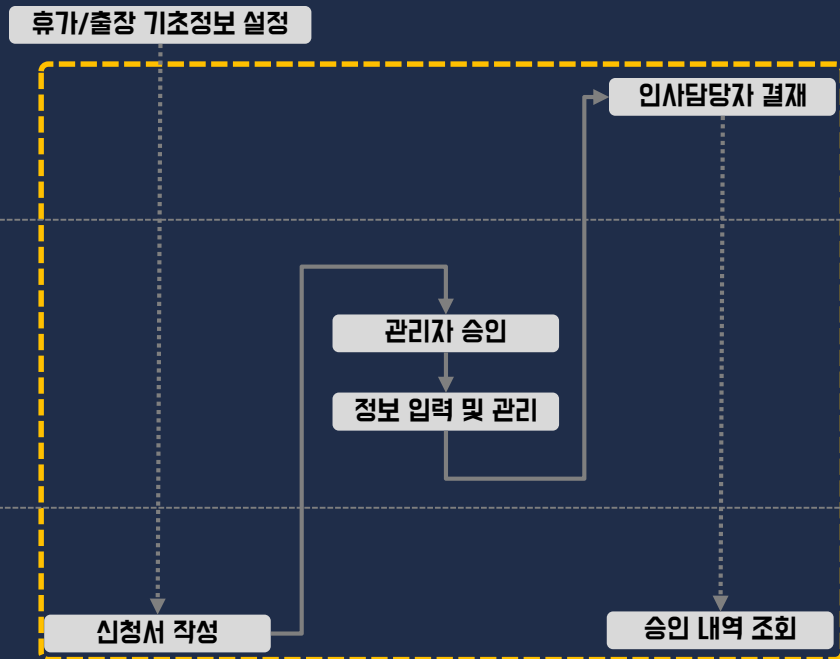 휴가/출장 기초정보 설정
인사담당자 결재
관리자 승인
정보 입력 및 관리
신청서 작성
승인 내역 조회